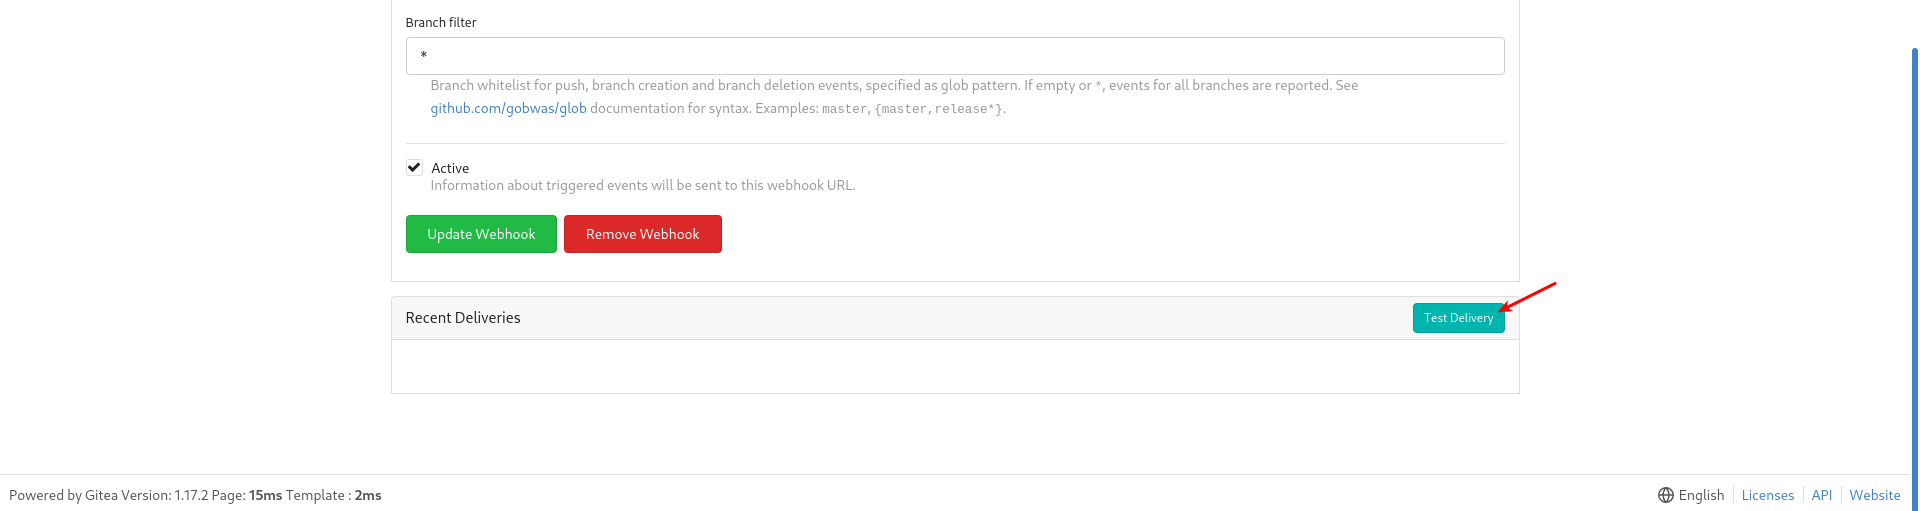 Branch filter
*
Branch whitelist for push, branch creation and branch deletion events, specified as glob pattern. If empty or *, events for all branches are reported. See
github.com/gobwas/glob documentation for syntax. Examples: master, {master,release*}.
Active
Information about triggered events will be sent to this webhook URL.
Update Webhook Remove Webhook
Recent Deliveries Test Delivery
Powered by Gitea Version: 1.17.2 Page: 15ms Template : 2ms English Licenses API Website